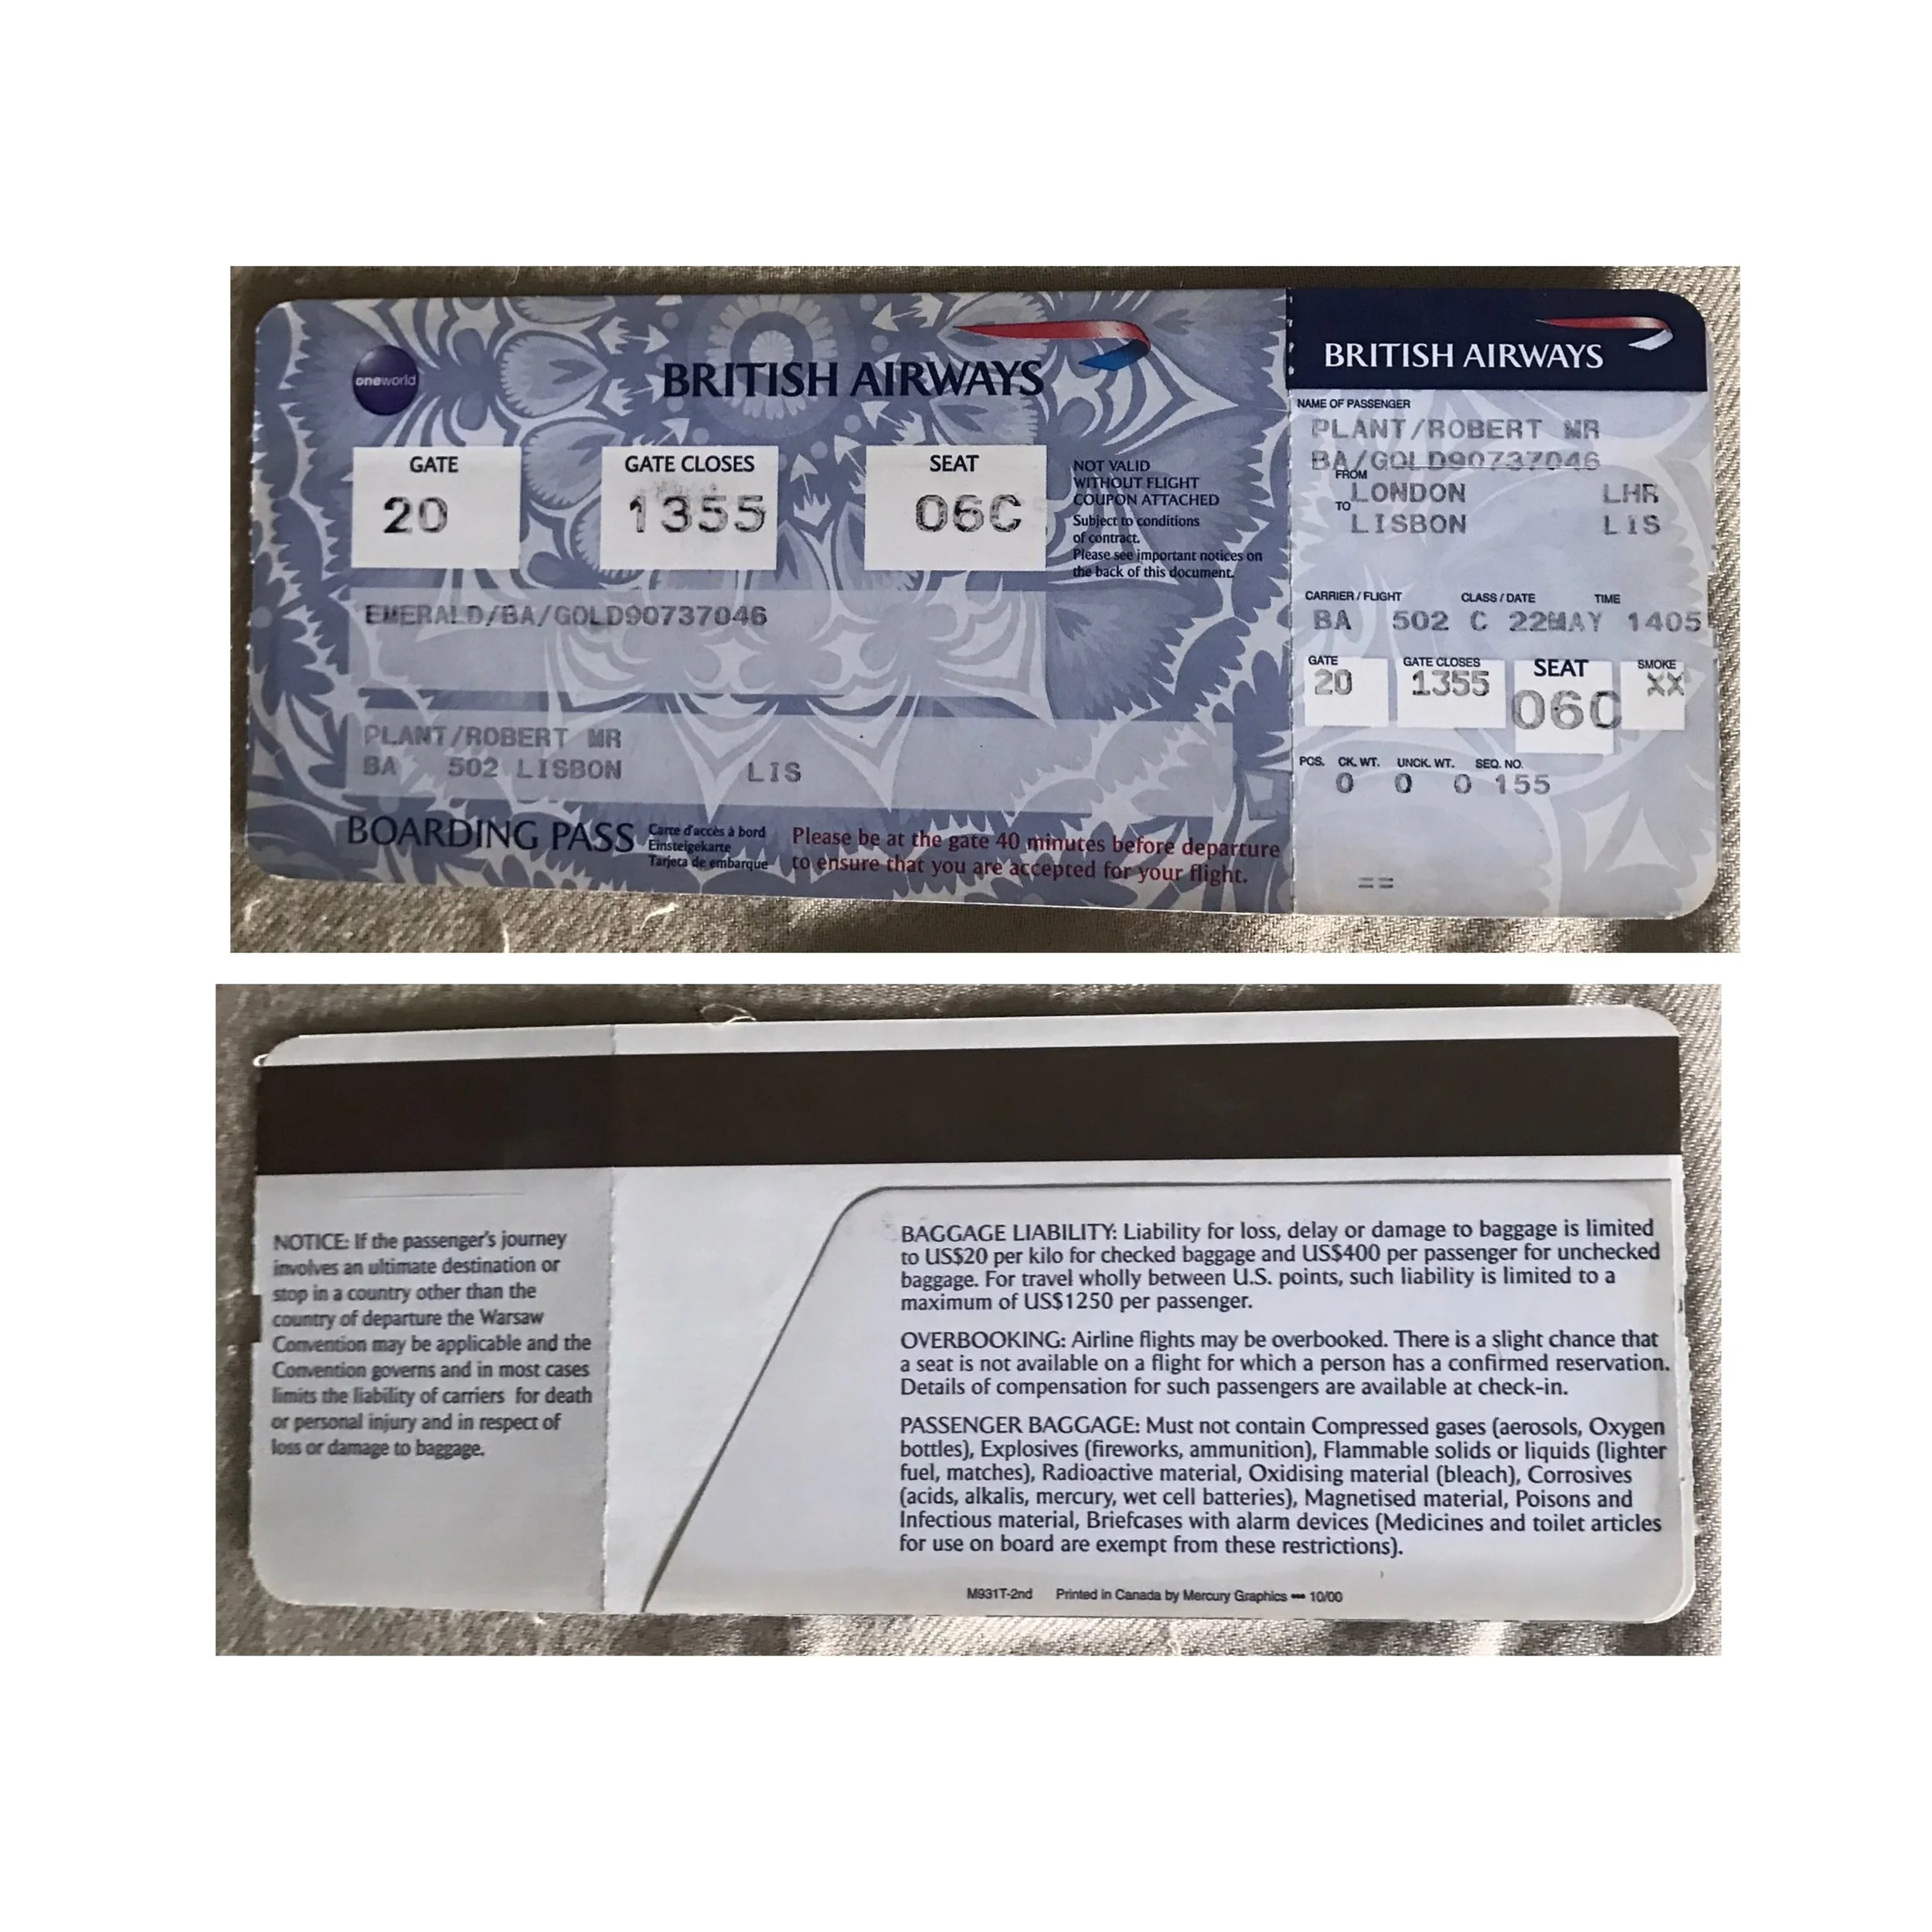 oneworld
BRITISH AIRWAYS
GATE
20
GATE CLOSES
1355
SEAT
06C
NOT VALID
WITHOUT FLIGHT
COUPON ATTACHED
Subject to conditions
of contract.
Please see important notices on
the back of this document.
EMERALD/BA/GOLD90737046
PLANT/ROBERT MR
BA 502 LISBON LIS
BOARDING PASS
Carte d'accès à bord
Einsteigekarte
Tarjeta de embarque
Please be at the gate 40 minutes before departure
to ensure that you are accepted for your flight.
BRITISH AIRWAYS
NAME OF PASSENGER
PLANT/ROBERT MR
BA/GOLD90737046
FROM
LONDON LHR
TO
LISBON LIS
CARRIER / FLIGHT CLASS / DATE TIME
BA 502 C 22MAY 1405
GATE GATE CLOSES SEAT SMOKE
20 1355 06C XX
PCS. CK. WT. UNCK. WT. SEQ. NO.
0 0 0 155
==
NOTICE: If the passenger's journey
involves an ultimate destination or
stop in a country other than the
country of departure the Warsaw
Convention may be applicable and the
Convention governs and in most cases
limits the liability of carriers for death
or personal injury and in respect of
loss or damage to baggage.
BAGGAGE LIABILITY: Liability for loss, delay or damage to baggage is limited
to US$20 per kilo for checked baggage and US$400 per passenger for unchecked
baggage. For travel wholly between U.S. points, such liability is limited to a
maximum of US$1250 per passenger.
OVERBOOKING: Airline flights may be overbooked. There is a slight chance that
a seat is not available on a flight for which a person has a confirmed reservation.
Details of compensation for such passengers are available at check-in.
PASSENGER BAGGAGE: Must not contain Compressed gases (aerosols, Oxygen
bottles), Explosives (fireworks, ammunition), Flammable solids or liquids (lighter
fuel, matches), Radioactive material, Oxidising material (bleach), Corrosives
(acids, alkalis, mercury, wet cell batteries), Magnetised material, Poisons and
Infectious material, Briefcases with alarm devices (Medicines and toilet articles
for use on board are exempt from these restrictions).
M931T-2nd Printed in Canada by Mercury Graphics — 10/00